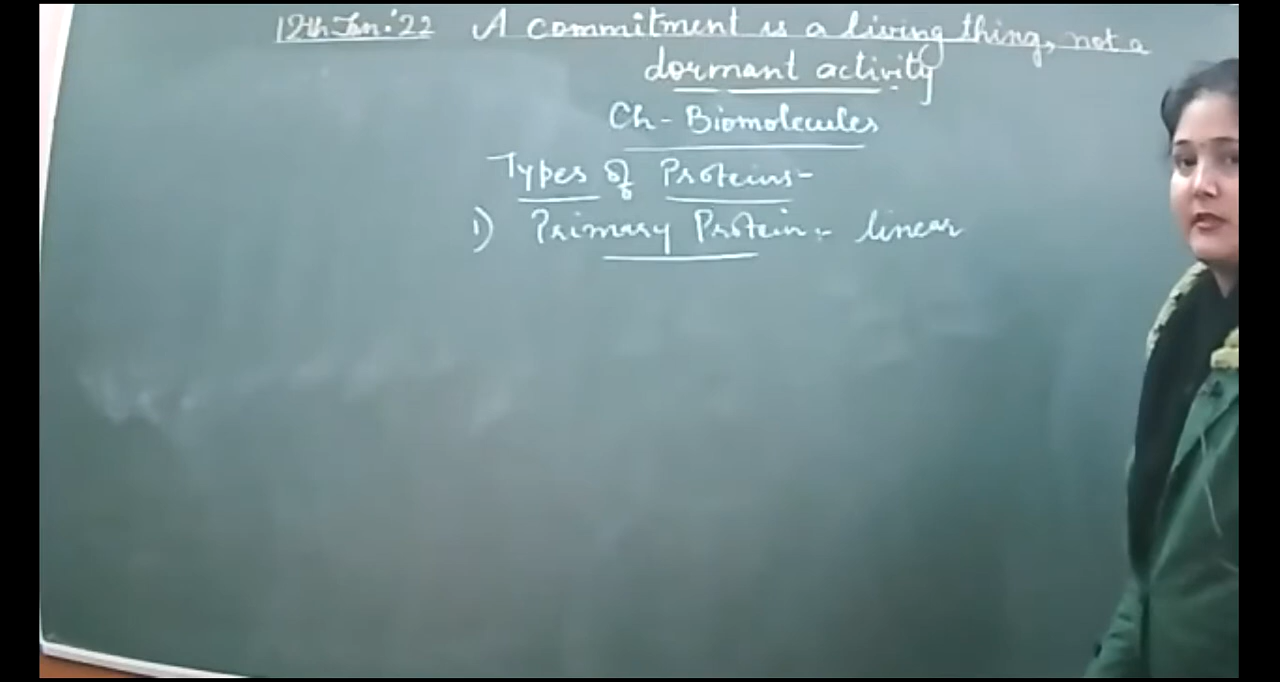 12th Jan.'22 A commitment is a living thing, not a
dormant activity
Ch - Biomolecules
Types of Proteins-
1) Primary Protein:- linear